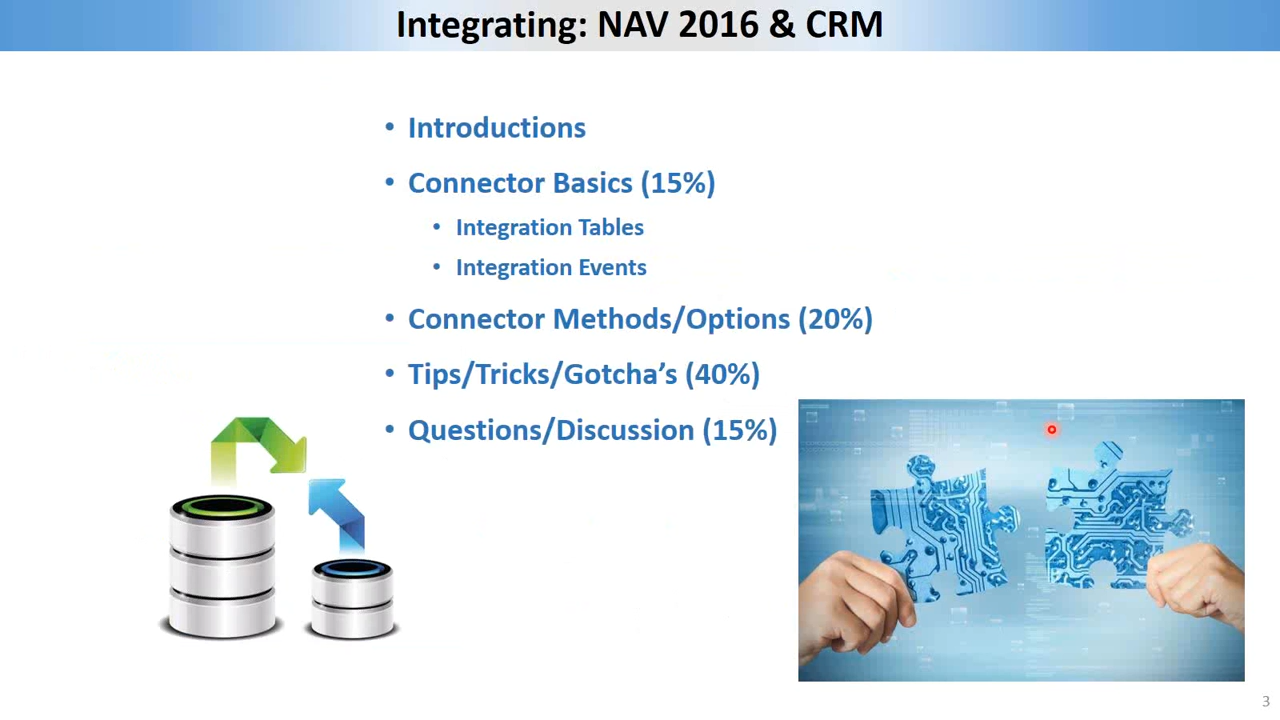 Integrating: NAV 2016 & CRM
• Introductions
• Connector Basics (15%)
• Integration Tables
• Integration Events
• Connector Methods/Options (20%)
• Tips/Tricks/Gotcha’s (40%)
• Questions/Discussion (15%)
3